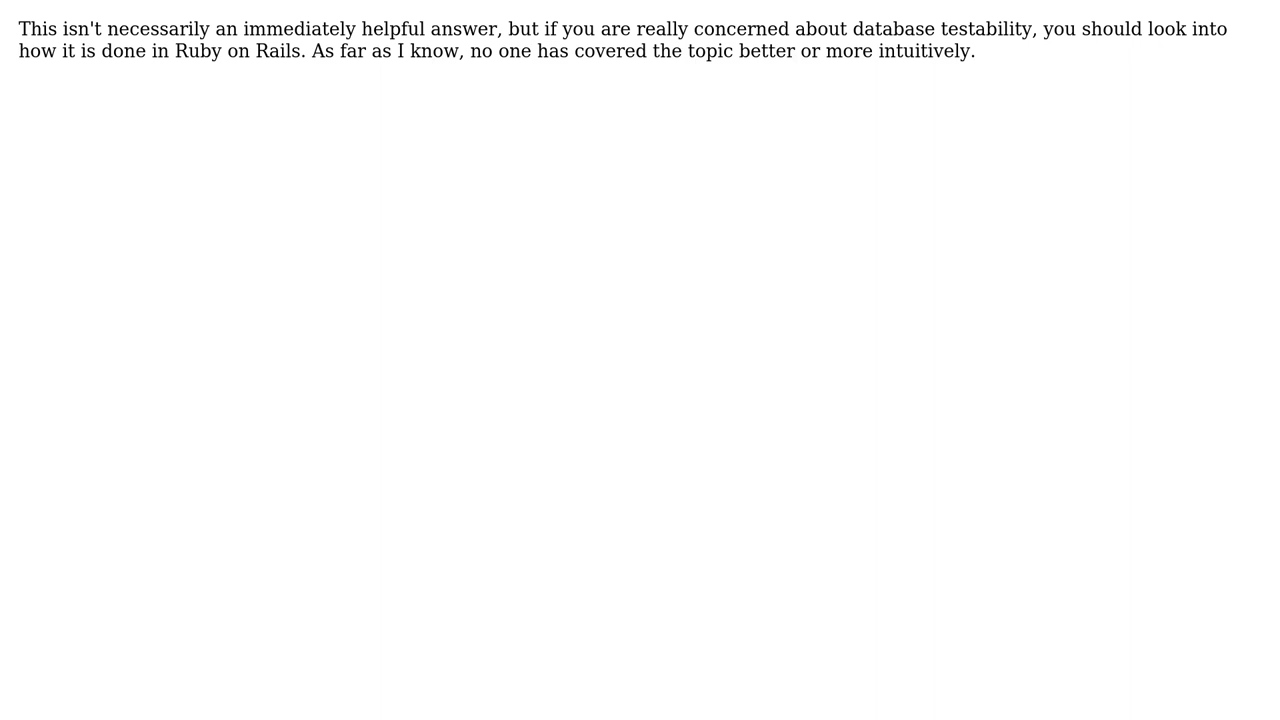 This isn't necessarily an immediately helpful answer, but if you are really concerned about database testability, you should look into
how it is done in Ruby on Rails. As far as I know, no one has covered the topic better or more intuitively.